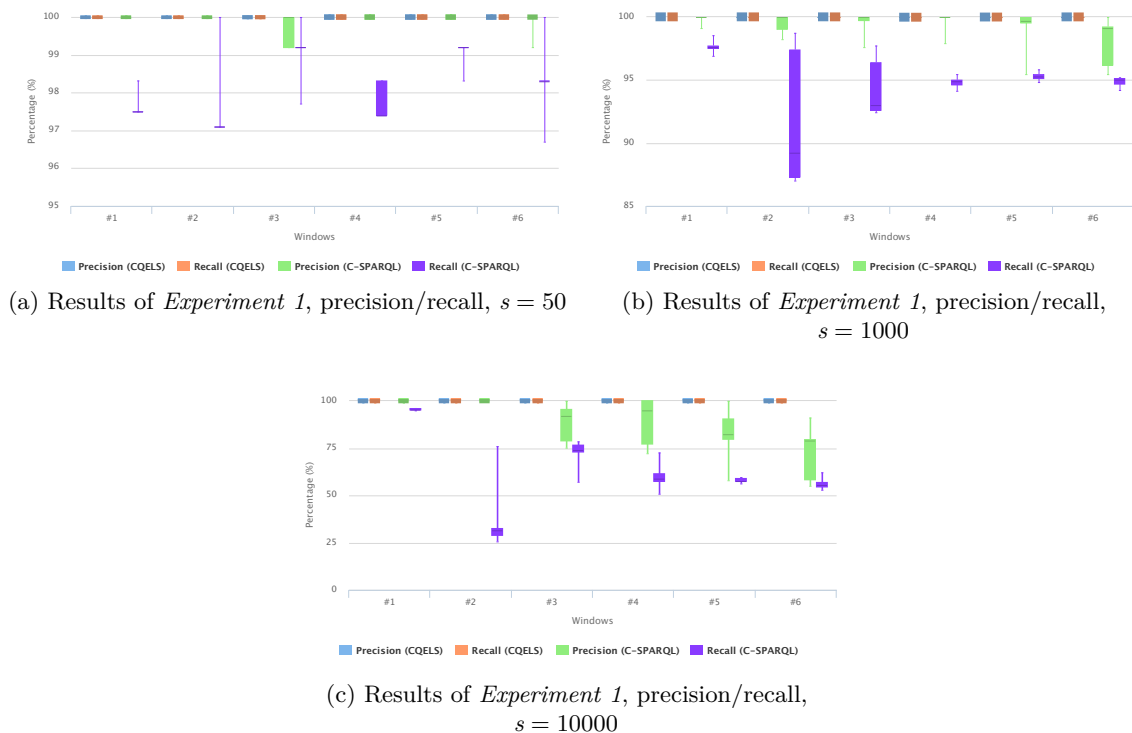 100
99
98
97
96
95
Percentage (%)
#1 #2 #3 #4 #5 #6
Windows
Precision (CQELS) Recall (CQELS) Precision (C-SPARQL) Recall (C-SPARQL)
(a) Results of Experiment 1, precision/recall, s = 50
100
95
90
85
Percentage (%)
#1 #2 #3 #4 #5 #6
Windows
Precision (CQELS) Recall (CQELS) Precision (C-SPARQL) Recall (C-SPARQL)
(b) Results of Experiment 1, precision/recall,
s = 1000
100
75
50
25
0
Percentage (%)
#1 #2 #3 #4 #5 #6
Windows
Precision (CQELS) Recall (CQELS) Precision (C-SPARQL) Recall (C-SPARQL)
(c) Results of Experiment 1, precision/recall,
s = 10000